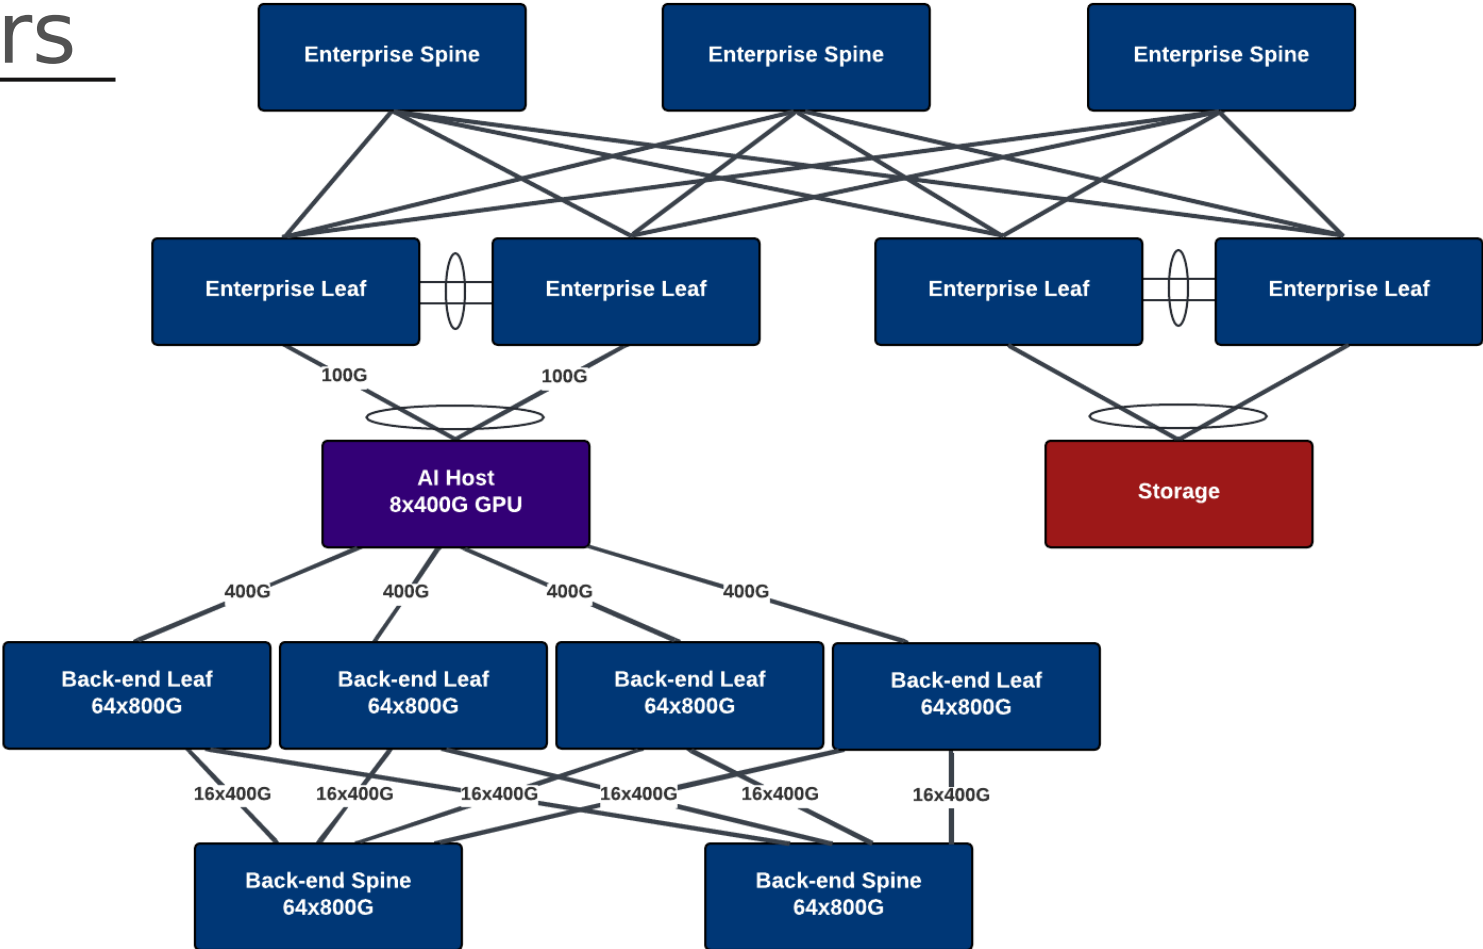 rs
Enterprise Spine
Enterprise Spine
Enterprise Spine
Enterprise Leaf
Enterprise Leaf
Enterprise Leaf
Enterprise Leaf
100G
100G
AI Host
8x400G GPU
Storage
400G
400G
400G
400G
Back-end Leaf
64x800G
Back-end Leaf
64x800G
Back-end Leaf
64x800G
Back-end Leaf
64x800G
16x400G
16x400G
16x400G
16x400G
16x400G
16x400G
Back-end Spine
64x800G
Back-end Spine
64x800G